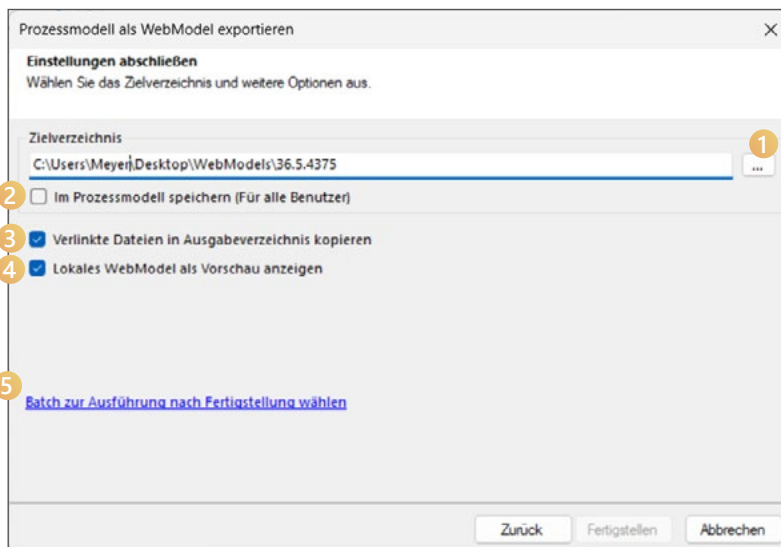 Prozessmodell als WebModel exportieren
Einstellungen abschließen
Wählen Sie das Zielverzeichnis und weitere Optionen aus.
Zielverzeichnis
1
C:\Users\Meyer\Desktop\WebModels\36.5.4375 ...
2 Im Prozessmodell speichern (Für alle Benutzer)
3 Verlinkte Dateien in Ausgabeverzeichnis kopieren
4 Lokales WebModel als Vorschau anzeigen
5
Batch zur Ausführung nach Fertigstellung wählen
Zurück Fertigstellen Abbrechen